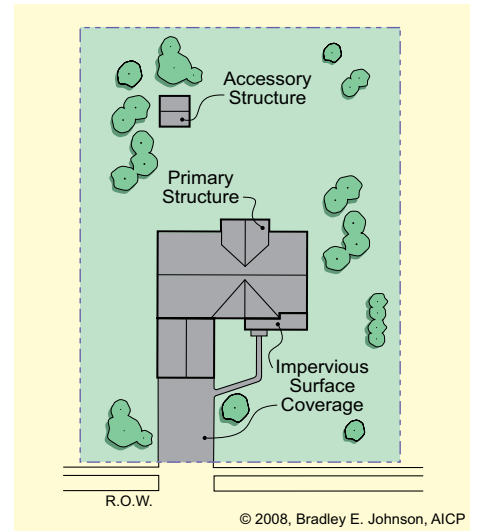 Accessory
Structure
Primary
Structure
Impervious
Surface
Coverage
R.O.W.
© 2008, Bradley E. Johnson, AICP